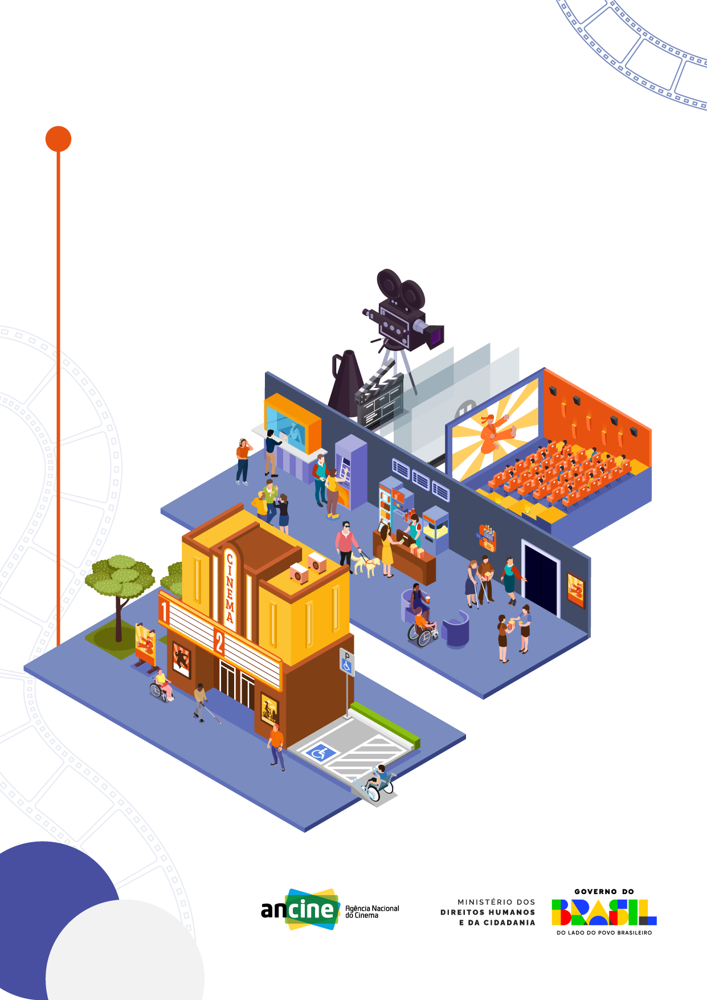 CINEMA
1
2
P
ancine
Agência Nacional
do Cinema
MINISTÉRIO DOS
DIREITOS HUMANOS
E DA CIDADANIA
GOVERNO DO
BRASIL
DO LADO DO POVO BRASILEIRO